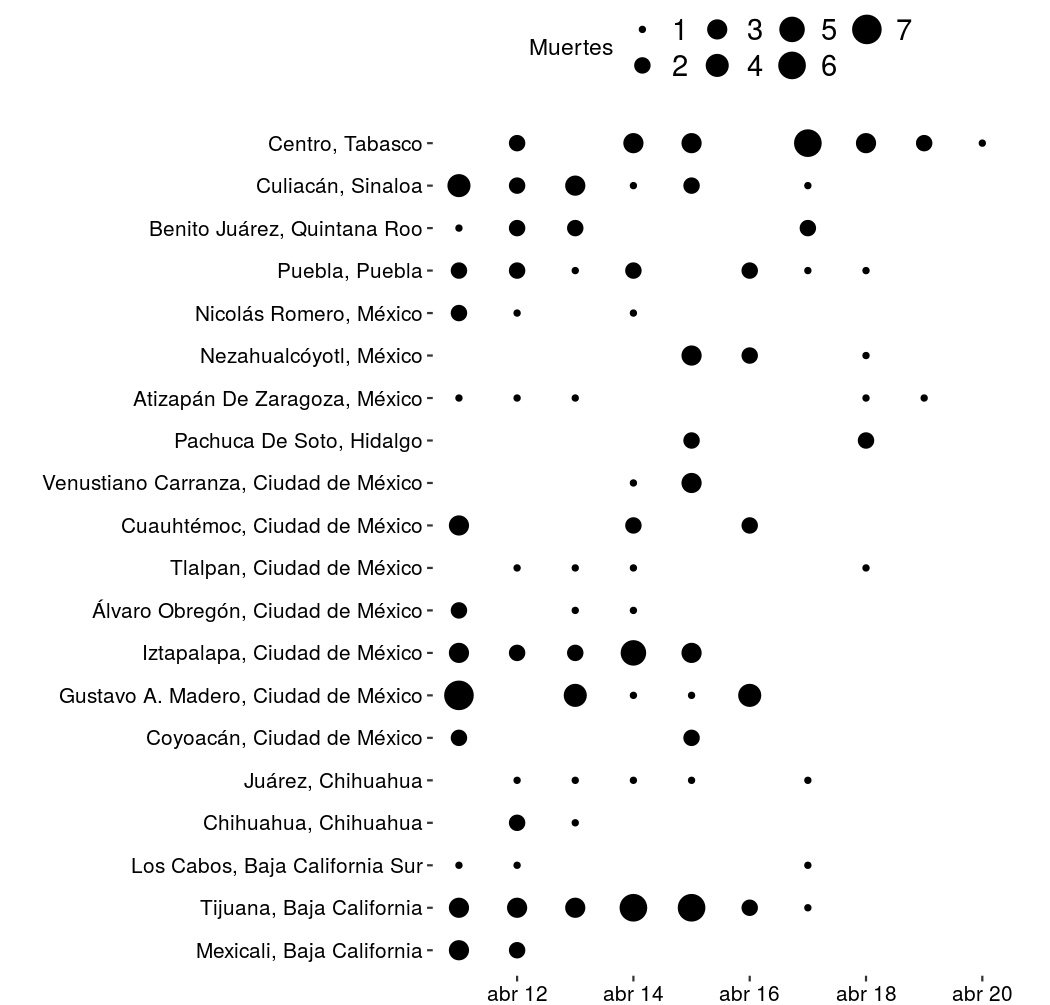 Muertes
1 3 5 7
2 4 6
Centro, Tabasco
Culiacán, Sinaloa
Benito Juárez, Quintana Roo
Puebla, Puebla
Nicolás Romero, México
Nezahualcóyotl, México
Atizapán De Zaragoza, México
Pachuca De Soto, Hidalgo
Venustiano Carranza, Ciudad de México
Cuauhtémoc, Ciudad de México
Tlalpan, Ciudad de México
Álvaro Obregón, Ciudad de México
Iztapalapa, Ciudad de México
Gustavo A. Madero, Ciudad de México
Coyoacán, Ciudad de México
Juárez, Chihuahua
Chihuahua, Chihuahua
Los Cabos, Baja California Sur
Tijuana, Baja California
Mexicali, Baja California
abr 12 abr 14 abr 16 abr 18 abr 20